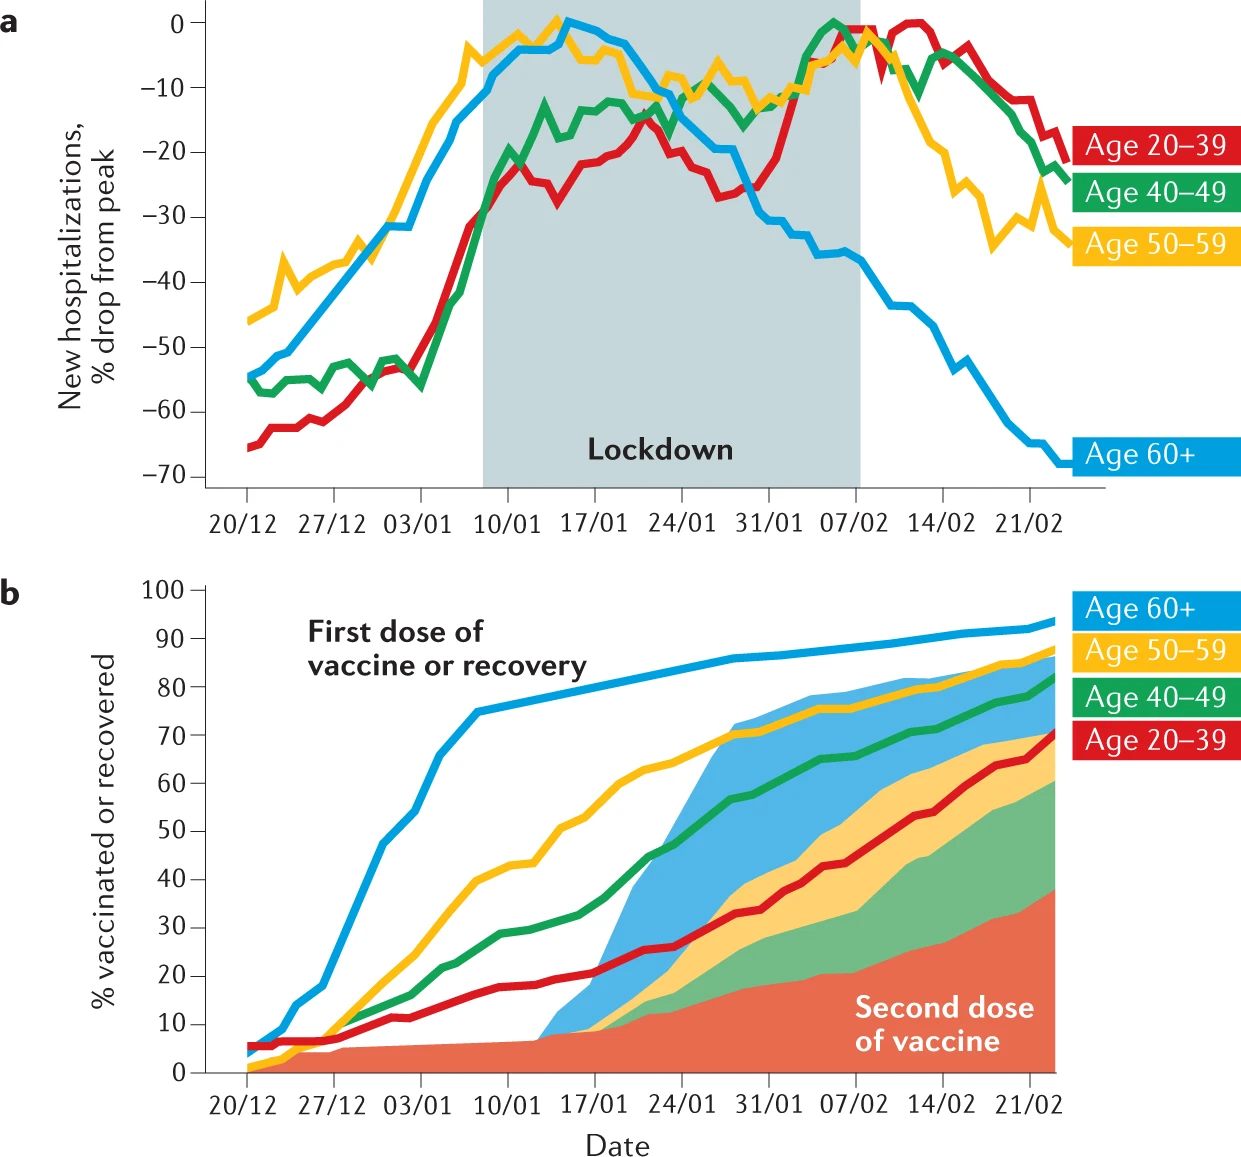 a
New hospitalizations,
% drop from peak
0
–10
–20
–30
–40
–50
–60
–70
Lockdown
Age 20–39
Age 40–49
Age 50–59
Age 60+
20/12 27/12 03/01 10/01 17/01 24/01 31/01 07/02 14/02 21/02
b
% vaccinated or recovered
100
90
80
70
60
50
40
30
20
10
0
First dose of
vaccine or recovery
Age 60+
Age 50–59
Age 40–49
Age 20–39
Second dose
of vaccine
20/12 27/12 03/01 10/01 17/01 24/01 31/01 07/02 14/02 21/02
Date